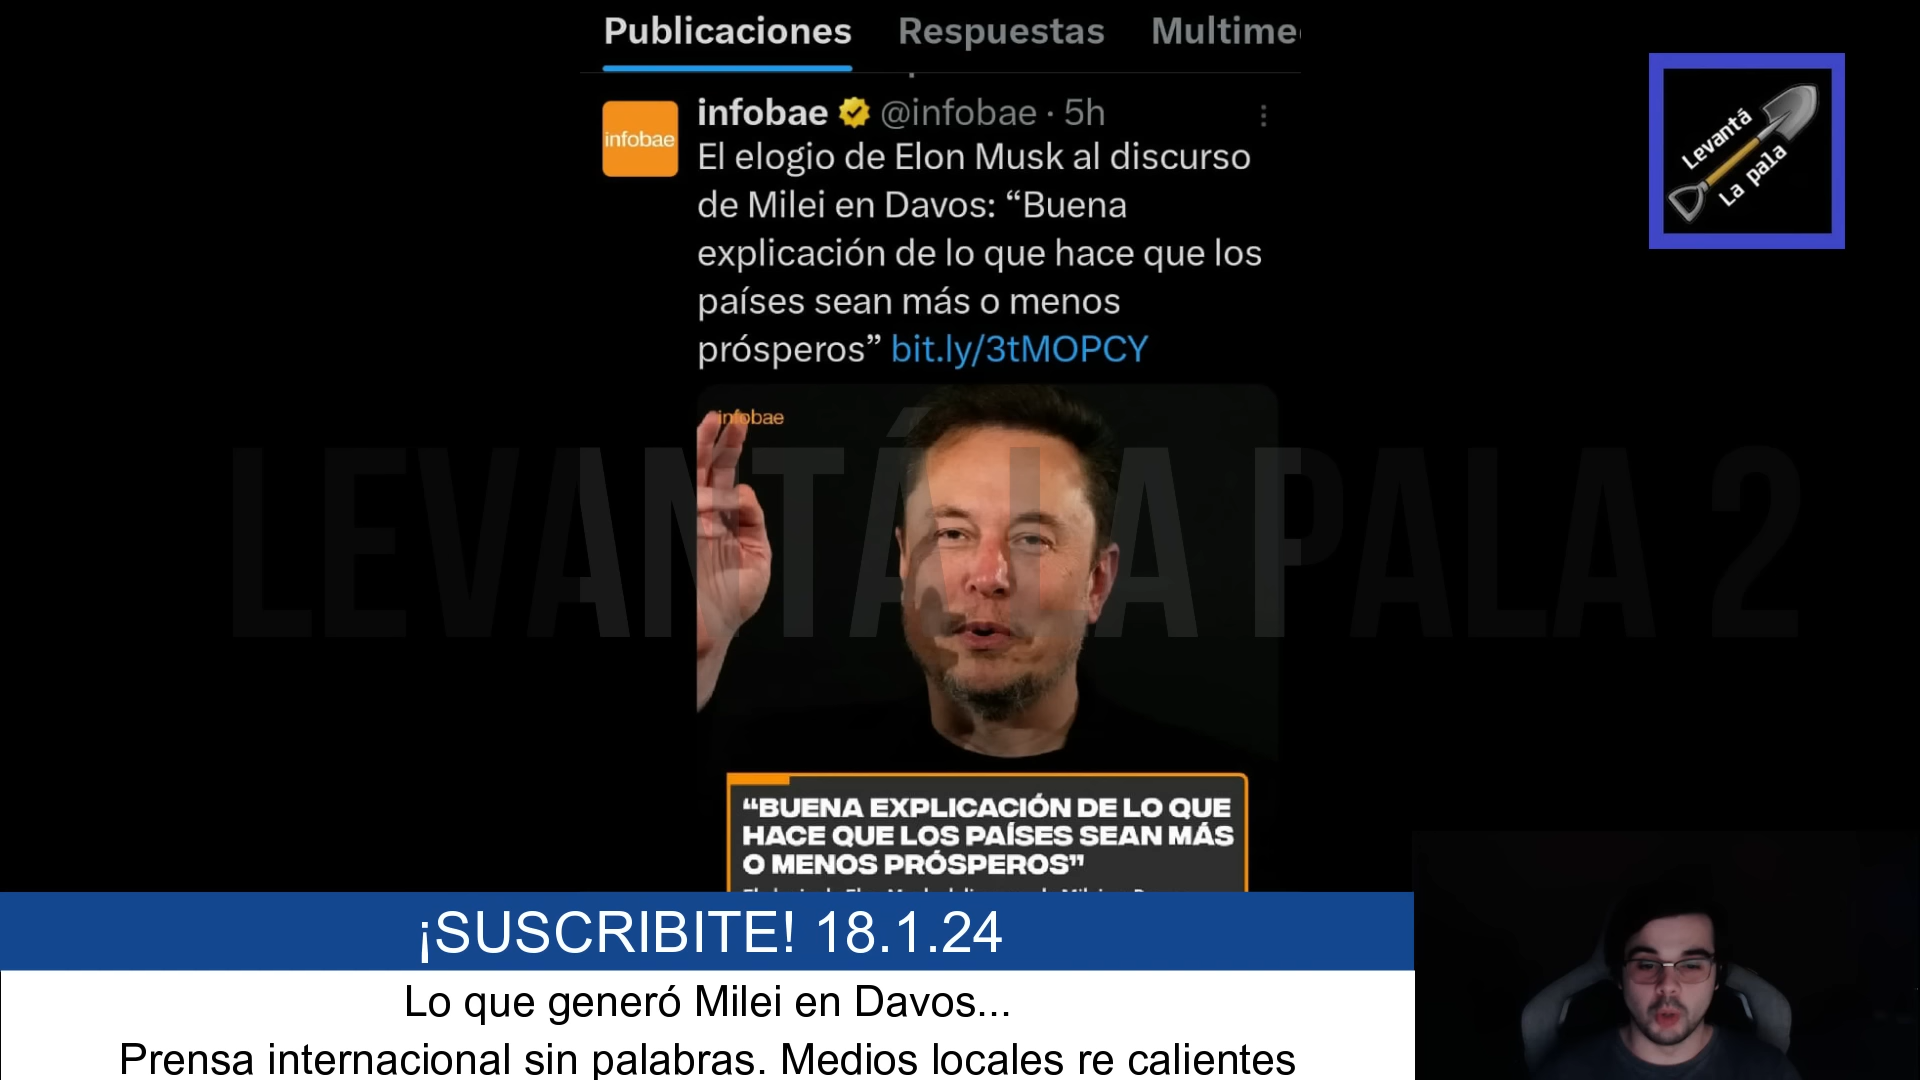 Publicaciones Respuestas Multime
infobae @infobae · 5h
infobae
El elogio de Elon Musk al discurso
de Milei en Davos: “Buena
explicación de lo que hace que los
países sean más o menos
prósperos” bit.ly/3tMOPCY
Levantá
La pala
infobae
LEVANTÁ LA PALA 2
“BUENA EXPLICACIÓN DE LO QUE
HACE QUE LOS PAÍSES SEAN MÁS
O MENOS PRÓSPEROS”
¡SUSCRIBITE! 18.1.24
Lo que generó Milei en Davos...
Prensa internacional sin palabras. Medios locales re calientes